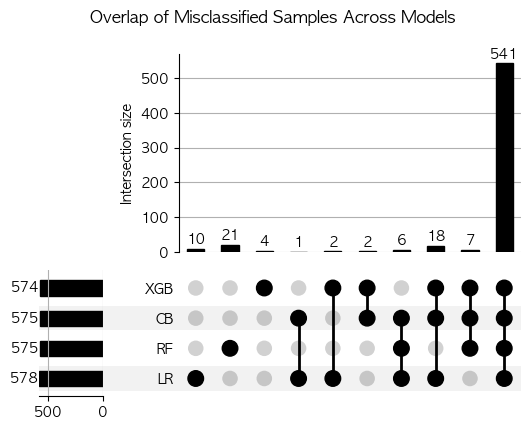 Overlap of Misclassified Samples Across Models
541
500
400
300
200
100
0
Intersection size
10 21 4 1 2 2 6 18 7
574 XGB
575 CB
575 RF
578 LR
500 0